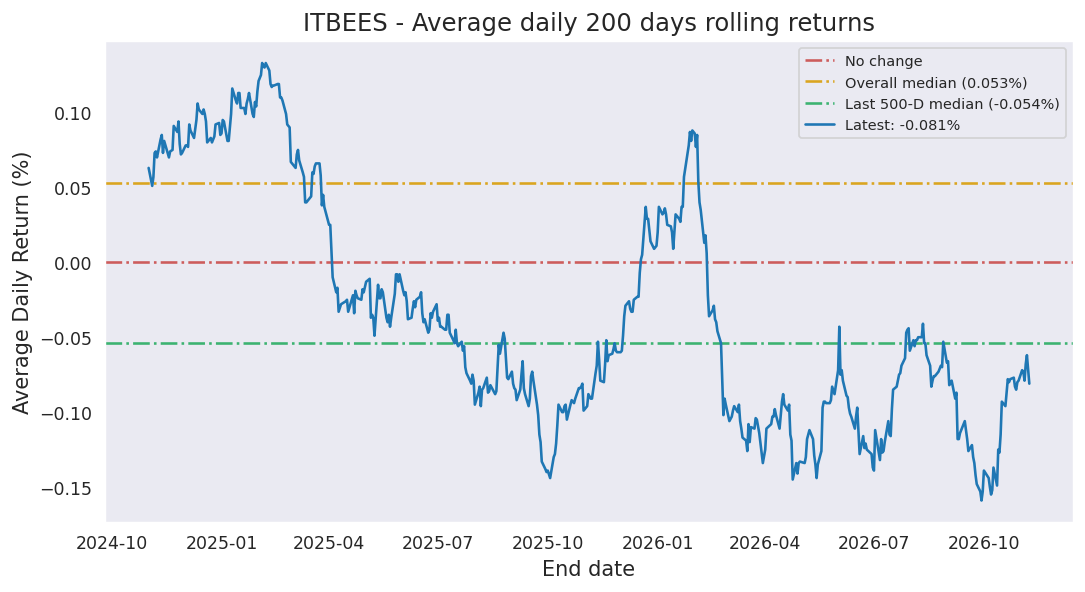 ITBEES - Average daily 200 days rolling returns
No change
Overall median (0.053%)
Last 500-D median (-0.054%)
Latest: -0.081%
Average Daily Return (%)
0.10
0.05
0.00
−0.05
−0.10
−0.15
2024-10 2025-01 2025-04 2025-07 2025-10 2026-01 2026-04 2026-07 2026-10
End date